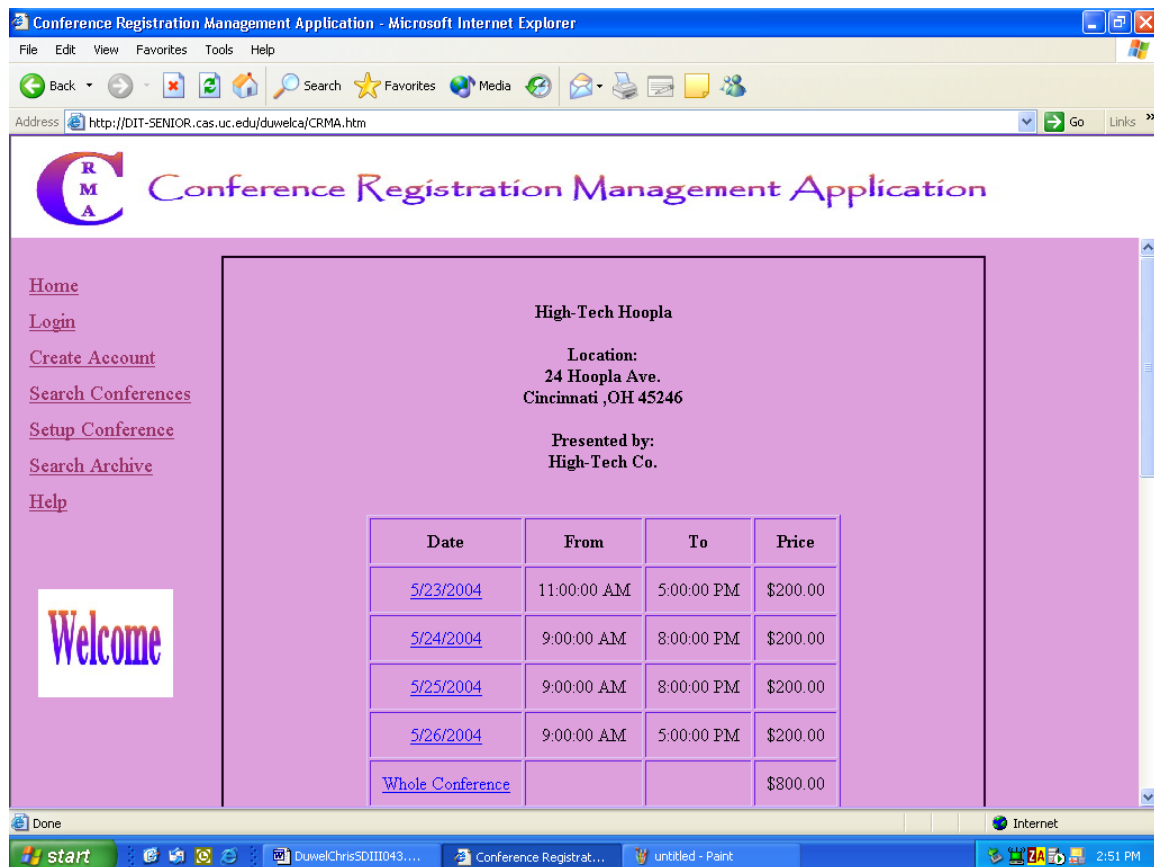 Conference Registration Management Application - Microsoft Internet Explorer
File Edit View Favorites Tools Help
Back Search Favorites Media
Address http://DIT-SENIOR.cas.uc.edu/duwelca/CRMA.htm Go Links »
C R M A Conference Registration Management Application
Home
Login
Create Account
Search Conferences
Setup Conference
Search Archive
Help
Welcome
High-Tech Hoopla
Location:
24 Hoopla Ave.
Cincinnati ,OH 45246
Presented by:
High-Tech Co.
Date From To Price
5/23/2004 11:00:00 AM 5:00:00 PM $200.00
5/24/2004 9:00:00 AM 8:00:00 PM $200.00
5/25/2004 9:00:00 AM 8:00:00 PM $200.00
5/26/2004 9:00:00 AM 5:00:00 PM $200.00
Whole Conference $800.00
Done Internet
start DuwelChrisSDIII043.... Conference Registrat... untitled - Paint ZA 2:51 PM